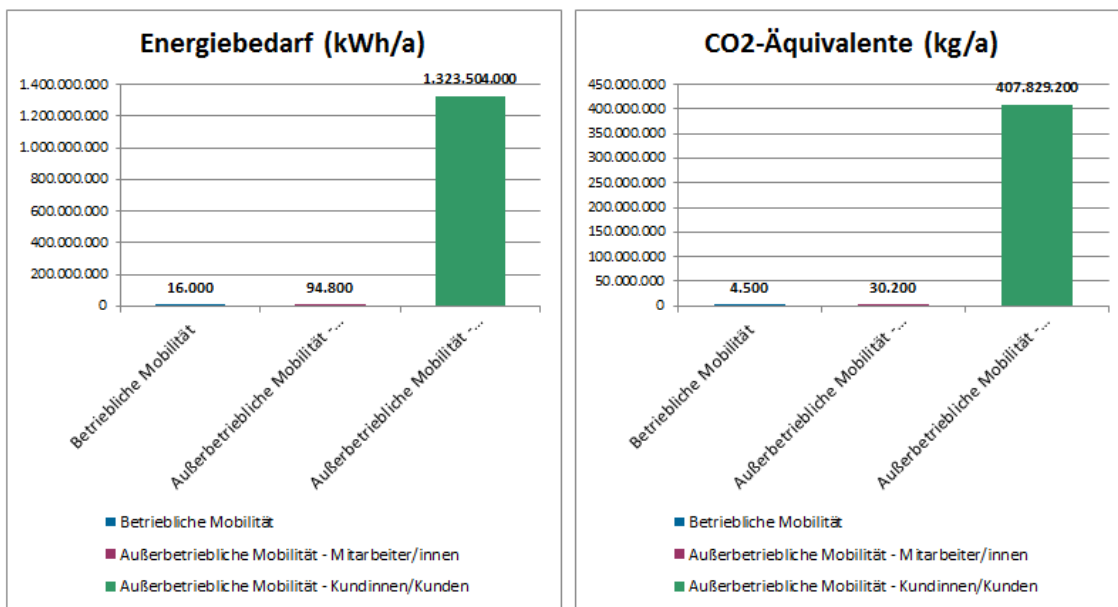 Energiebedarf (kWh/a)
1.400.000.000
1.200.000.000
1.000.000.000
800.000.000
600.000.000
400.000.000
200.000.000
0
16.000
94.800
1.323.504.000
Betriebliche Mobilität
Außerbetriebliche Mobilität -...
Außerbetriebliche Mobilität -...
Betriebliche Mobilität
Außerbetriebliche Mobilität - Mitarbeiter/innen
Außerbetriebliche Mobilität - Kundinnen/Kunden
CO2-Äquivalente (kg/a)
450.000.000
400.000.000
350.000.000
300.000.000
250.000.000
200.000.000
150.000.000
100.000.000
50.000.000
0
4.500
30.200
407.829.200
Betriebliche Mobilität
Außerbetriebliche Mobilität -...
Außerbetriebliche Mobilität -...
Betriebliche Mobilität
Außerbetriebliche Mobilität - Mitarbeiter/innen
Außerbetriebliche Mobilität - Kundinnen/Kunden